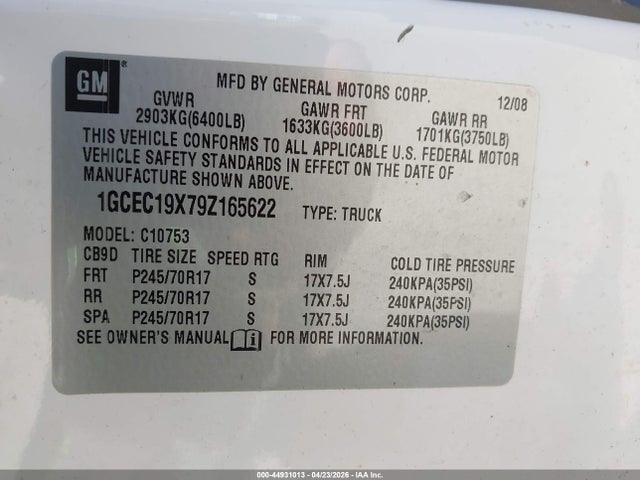 GM
MFD BY GENERAL MOTORS CORP. 12/08
GVWR GAWR FRT GAWR RR
2903KG(6400LB) 1633KG(3600LB) 1701KG(3750LB)
THIS VEHICLE CONFORMS TO ALL APPLICABLE U.S. FEDERAL MOTOR
VEHICLE SAFETY STANDARDS IN EFFECT ON THE DATE OF
MANUFACTURE SHOWN ABOVE.
1GCEC19X79Z165622 TYPE: TRUCK
MODEL: C10753
CB9D TIRE SIZE SPEED RTG RIM COLD TIRE PRESSURE
FRT P245/70R17 S 17X7.5J 240KPA(35PSI)
RR P245/70R17 S 17X7.5J 240KPA(35PSI)
SPA P245/70R17 S 17X7.5J 240KPA(35PSI)
SEE OWNER'S MANUAL i FOR MORE INFORMATION.
000-44931013 - 04/23/2026 - IAA Inc.